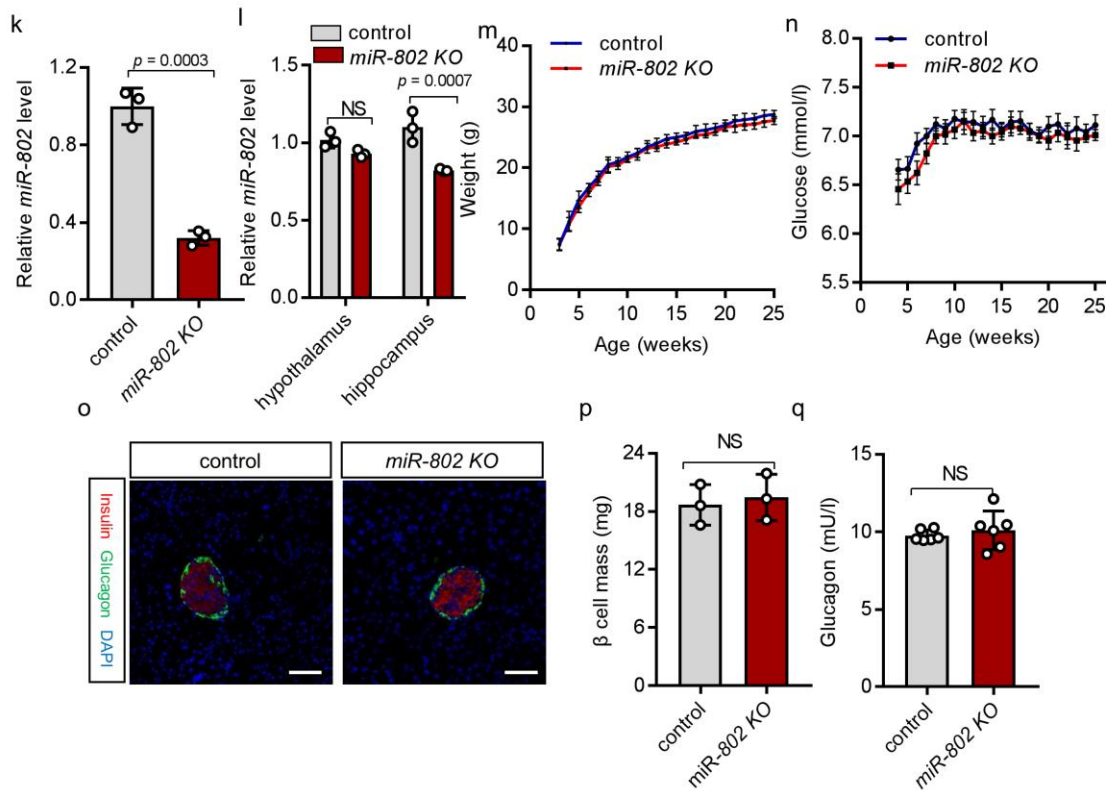 k
Relative miR-802 level
p = 0.0003
1.2
0.8
0.4
0.0
control
miR-802 KO
l
control
miR-802 KO
Relative miR-802 level
NS
p = 0.0007
1.5
1.0
0.5
0.0
hypothalamus
hippocampus
m
control
miR-802 KO
Weight (g)
40
30
20
10
0
0 5 10 15 20 25
Age (weeks)
n
control
miR-802 KO
Glucose (mmol/l)
8.0
7.5
7.0
6.5
6.0
5.5
0 5 10 15 20 25
Age (weeks)
o
control
miR-802 KO
Insulin Glucagon DAPI
p
NS
β cell mass (mg)
24
18
12
6
0
control
miR-802 KO
q
NS
Glucagon (mU/l)
15
10
5
0
control
miR-802 KO